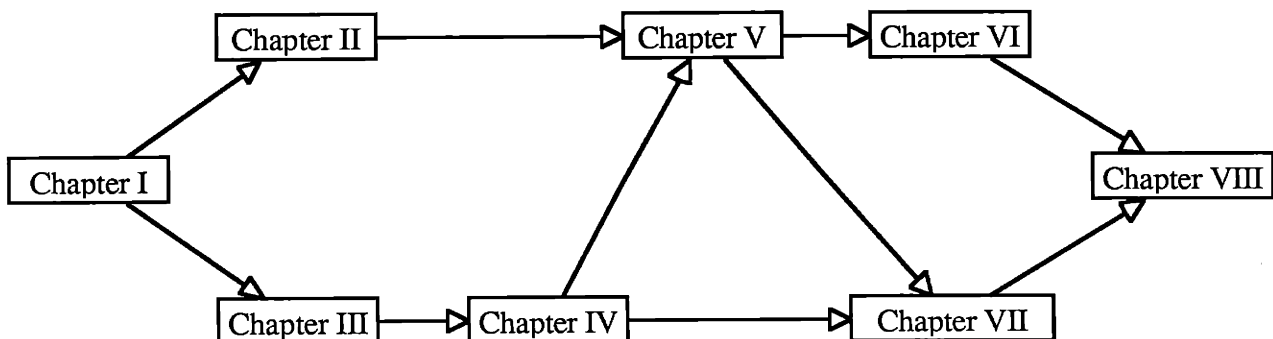 Chapter II
Chapter V
Chapter VI
Chapter I
Chapter VIII
Chapter III
Chapter IV
Chapter VII